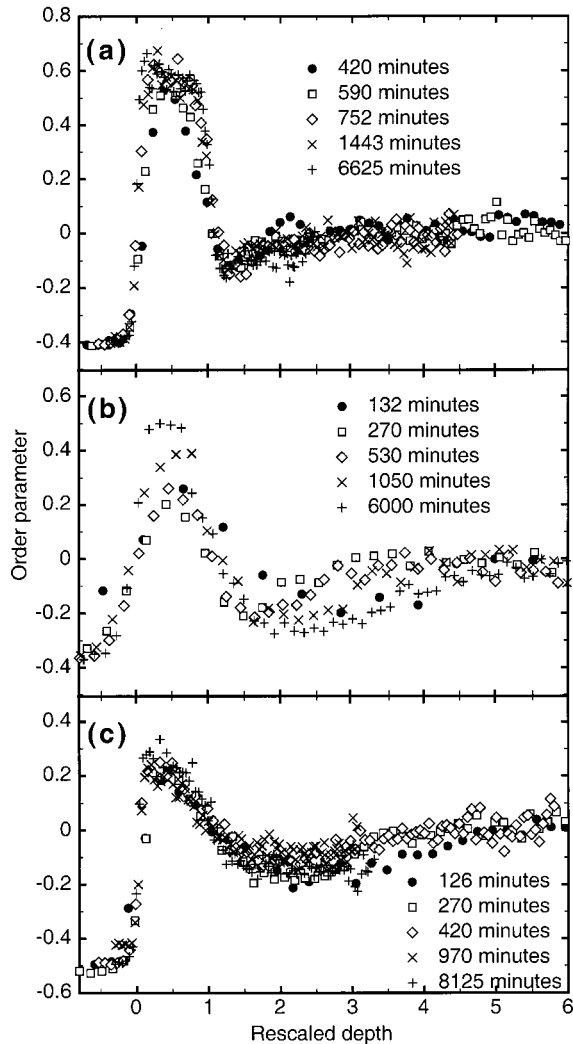 0.8
(a)
420 minutes
0.6
590 minutes
752 minutes
0.4
1443 minutes
6625 minutes
0.2
0
-0.2
-0.4
(b)
0.6
132 minutes
270 minutes
0.4
530 minutes
1050 minutes
0.2
6000 minutes
0
-0.2
-0.4
Order parameter
(c)
0.4
0.2
0
-0.2
126 minutes
270 minutes
-0.4
420 minutes
970 minutes
8125 minutes
-0.6
0 1 2 3 4 5 6
Rescaled depth